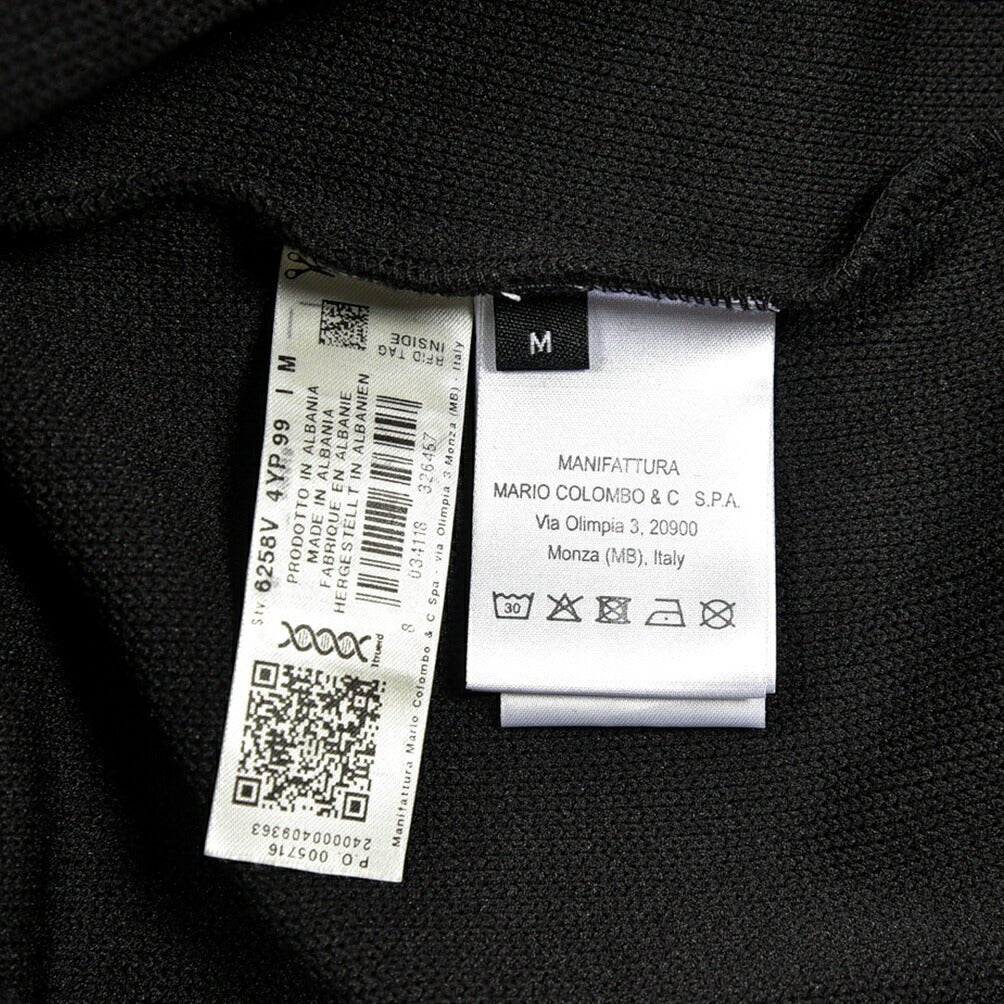 RFID TAG
INSIDE
Sty 6258V 4YP 99 I M
PRODOTTO IN ALBANIA
MADE IN ALBANIA
FABRIQUE EN ALBANIE
HERGESTELLT IN ALBANIEN
8 034118 326457
Manifattura Mario Colombo & C Spa - via Olimpia 3 Monza (MB) - Italy
P.O. 005716
240000409363
M
MANIFATTURA
MARIO COLOMBO & C S.P.A.
Via Olimpia 3, 20900
Monza (MB), Italy
30